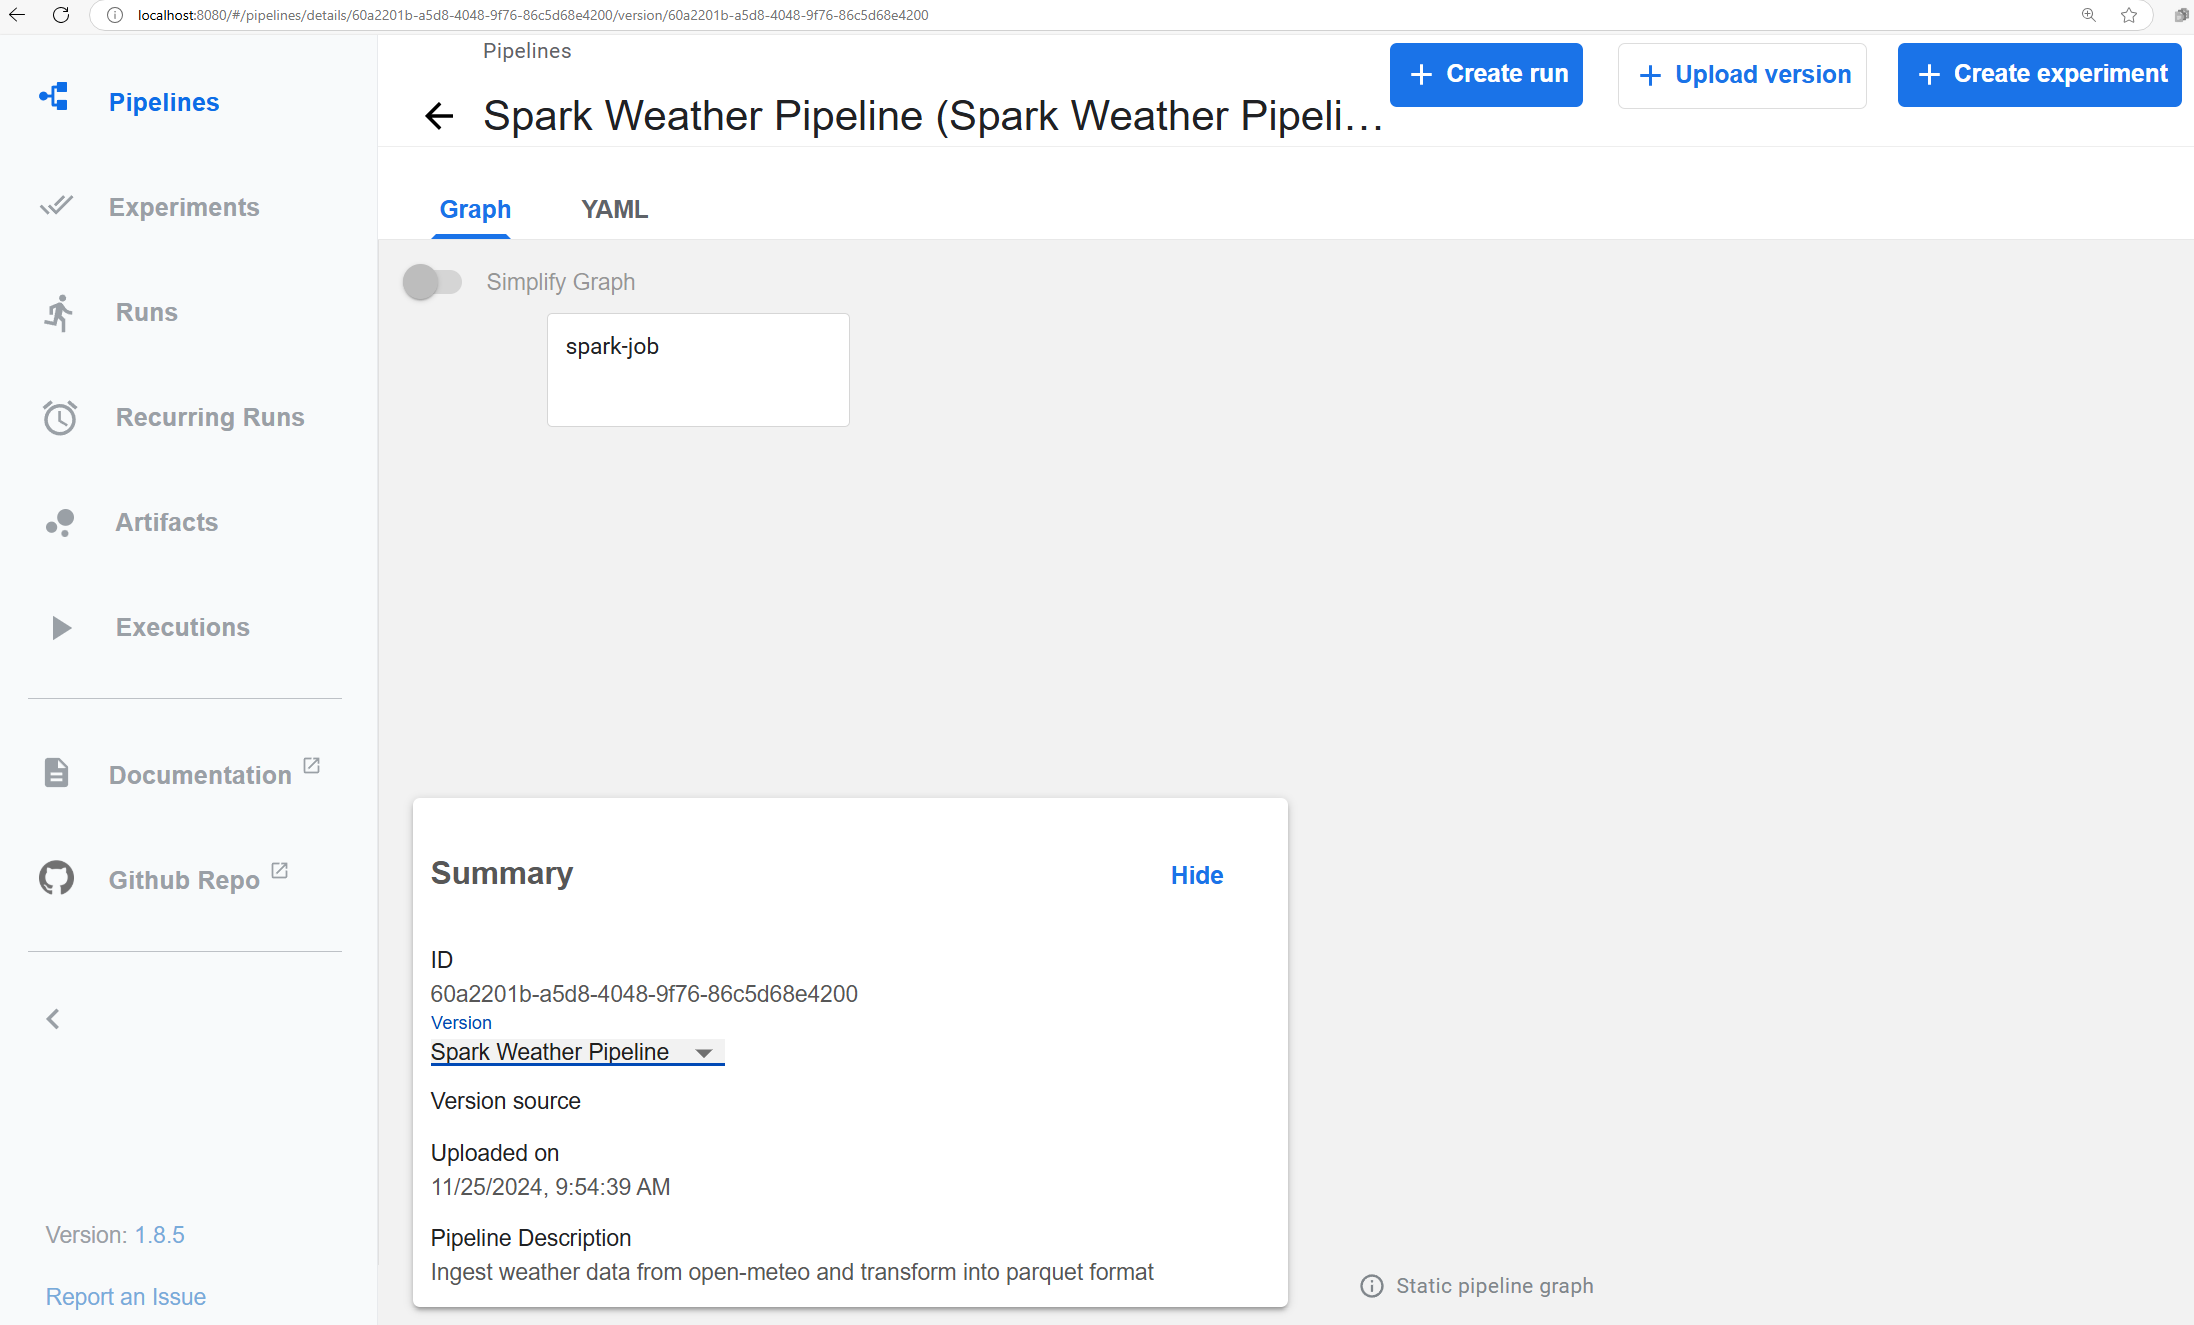 localhost:8080/#/pipelines/details/60a2201b-a5d8-4048-9f76-86c5d68e4200/version/60a2201b-a5d8-4048-9f76-86c5d68e4200
Pipelines
Experiments
Runs
Recurring Runs
Artifacts
Executions
Documentation
Github Repo
Version: 1.8.5
Report an Issue
Pipelines
Spark Weather Pipeline (Spark Weather Pipeli...
+ Create run
+ Upload version
+ Create experiment
Graph
YAML
Simplify Graph
spark-job
Summary
Hide
ID
60a2201b-a5d8-4048-9f76-86c5d68e4200
Version
Spark Weather Pipeline
Version source
Uploaded on
11/25/2024, 9:54:39 AM
Pipeline Description
Ingest weather data from open-meteo and transform into parquet format
Static pipeline graph